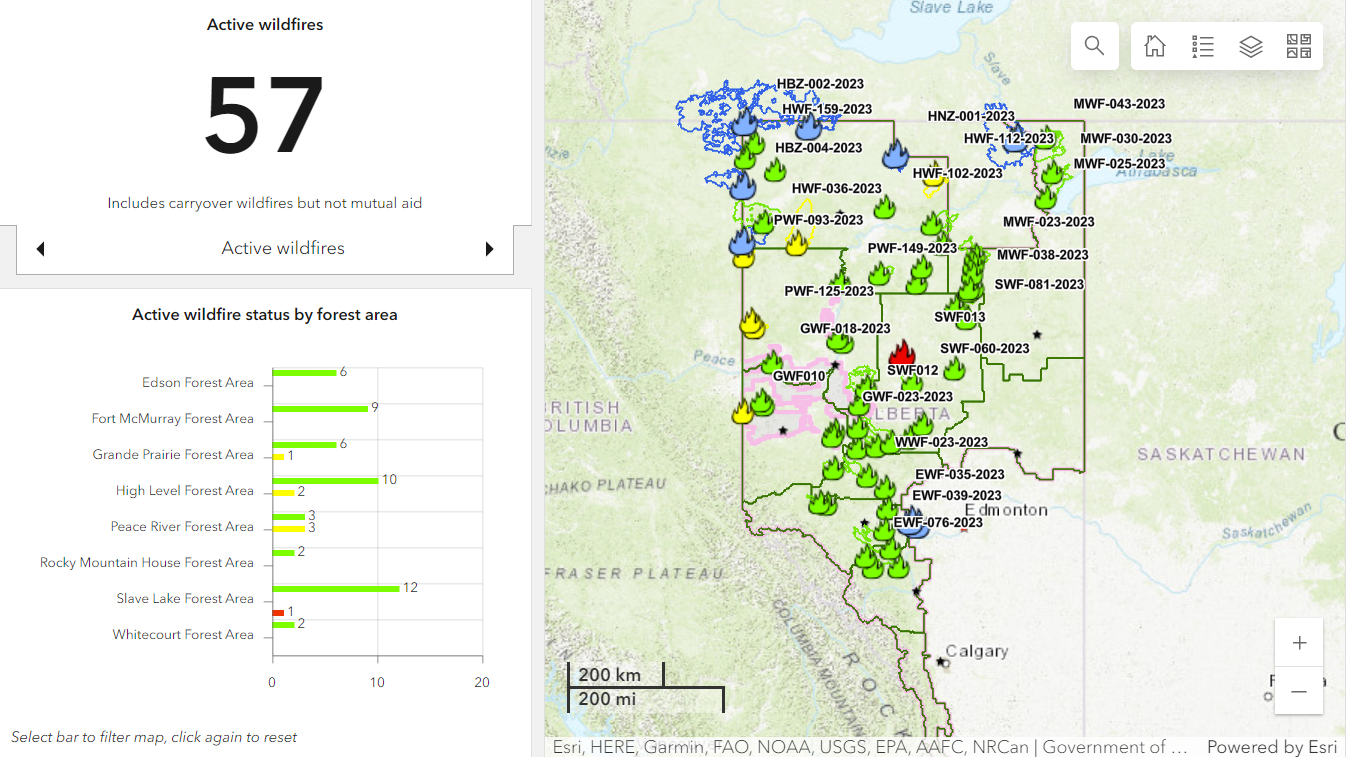 Active wildfires
57
Includes carryover wildfires but not mutual aid
Active wildfires
Active wildfire status by forest area
Edson Forest Area
6
Fort McMurray Forest Area
9
Grande Prairie Forest Area
6
1
High Level Forest Area
10
2
Peace River Forest Area
3
3
Rocky Mountain House Forest Area
2
Slave Lake Forest Area
12
1
Whitecourt Forest Area
2
0
10
20
Select bar to filter map, click again to reset
Slave Lake
Slave
HBZ-002-2023
HWF-159-2023
HNZ-001-2023
MWF-043-2023
HWF-112-2023
MWF-030-2023
HBZ-004-2023
MWF-025-2023
Lake
Athabasca
HWF-102-2023
HWF-036-2023
PWF-093-2023
MWF-023-2023
PWF-149-2023
MWF-038-2023
SWF-081-2023
PWF-125-2023
SWF013
GWF-018-2023
SWF-060-2023
Peace
GWF010
SWF012
GWF-023-2023
BRITISH
COLUMBIA
ALBERTA
WWF-023-2023
SASKATCHEWAN
EWF-035-2023
CHAKO PLATEAU
EWF-039-2023
Edmonton
EWF-076-2023
Saskatchewan
FRASER PLATEAU
COLUMBIA MOUNTAIN
R O C K
Calgary
200 km
200 mi
+
−
Esri, HERE, Garmin, FAO, NOAA, USGS, EPA, AAFC, NRCan | Government of ...
Powered by Esri